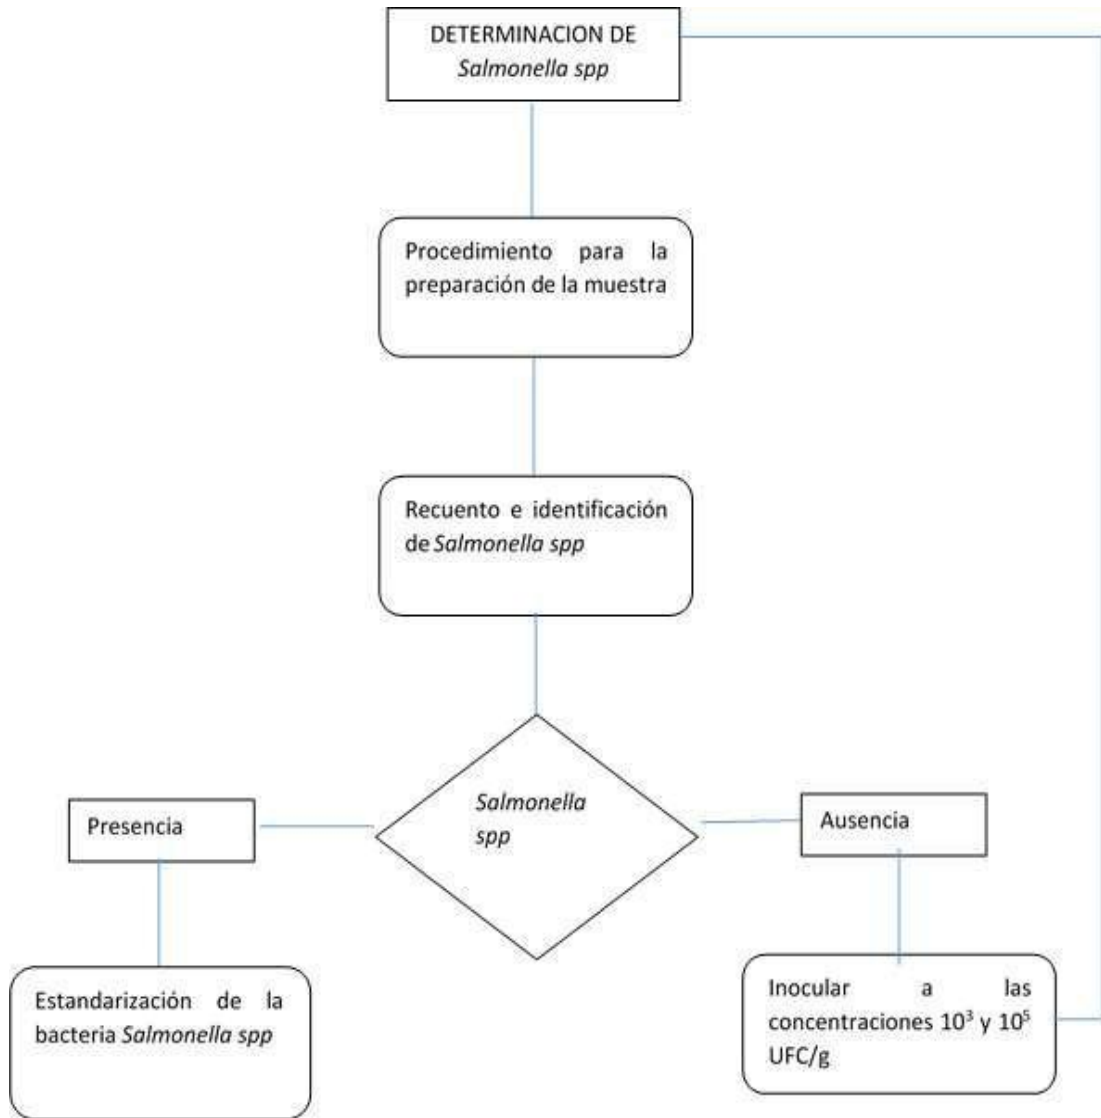 DETERMINACION DE
Salmonella spp
Procedimiento para la
preparación de la muestra
Recuento e identificación
de Salmonella spp
Salmonella
spp
Presencia
Ausencia
Estandarización de la
bacteria Salmonella spp
Inocular a las
concentraciones 10³ y 10⁵
UFC/g